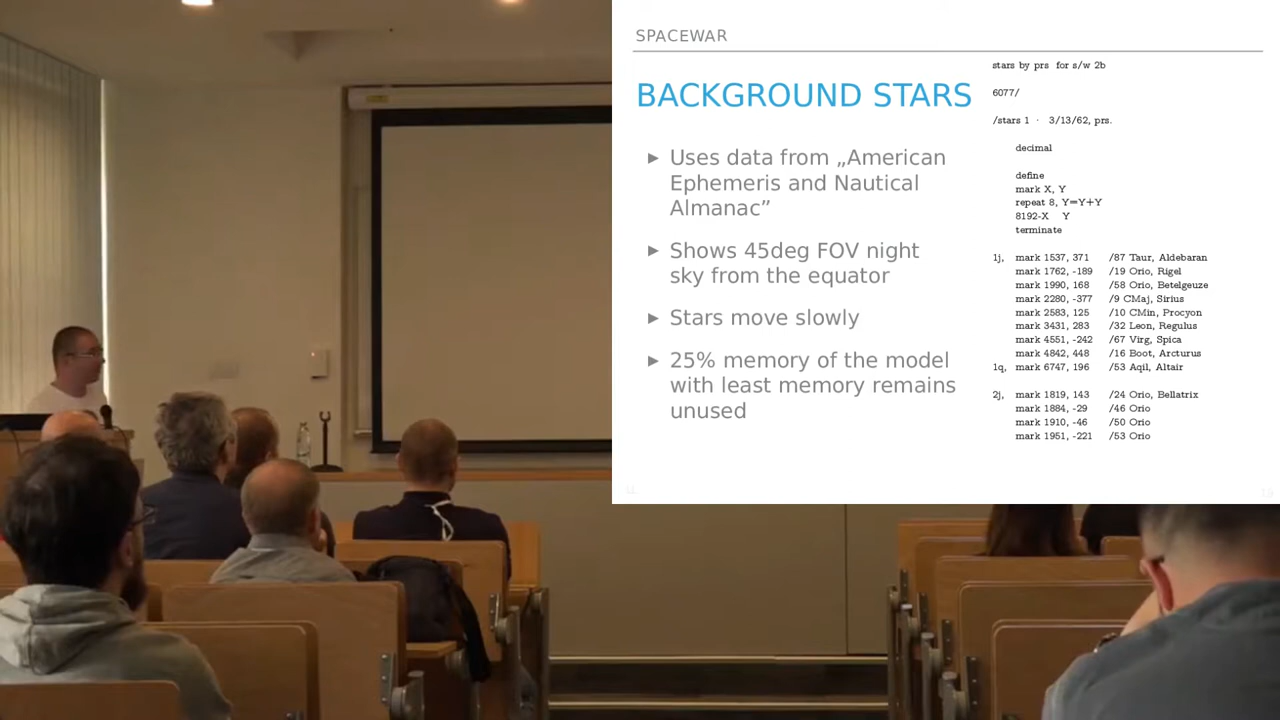 SPACEWAR
BACKGROUND STARS
▶ Uses data from „American
Ephemeris and Nautical
Almanac”
▶ Shows 45deg FOV night
sky from the equator
▶ Stars move slowly
▶ 25% memory of the model
with least memory remains
unused
stars by prs for s/w 2b
6077/
/stars 1 · 3/13/62, prs.
decimal
define
mark X, Y
repeat 8, Y=Y+Y
8192-X Y
terminate
1j, mark 1537, 371 /87 Taur, Aldebaran
mark 1762, -189 /19 Orio, Rigel
mark 1990, 168 /58 Orio, Betelgeuze
mark 2280, -377 /9 CMaj, Sirius
mark 2583, 125 /10 CMin, Procyon
mark 3431, 283 /32 Leon, Regulus
mark 4551, -242 /67 Virg, Spica
mark 4842, 448 /16 Boot, Arcturus
1q, mark 6747, 196 /53 Aqil, Altair
2j, mark 1819, 143 /24 Orio, Bellatrix
mark 1884, -29 /46 Orio
mark 1910, -46 /50 Orio
mark 1951, -221 /53 Orio